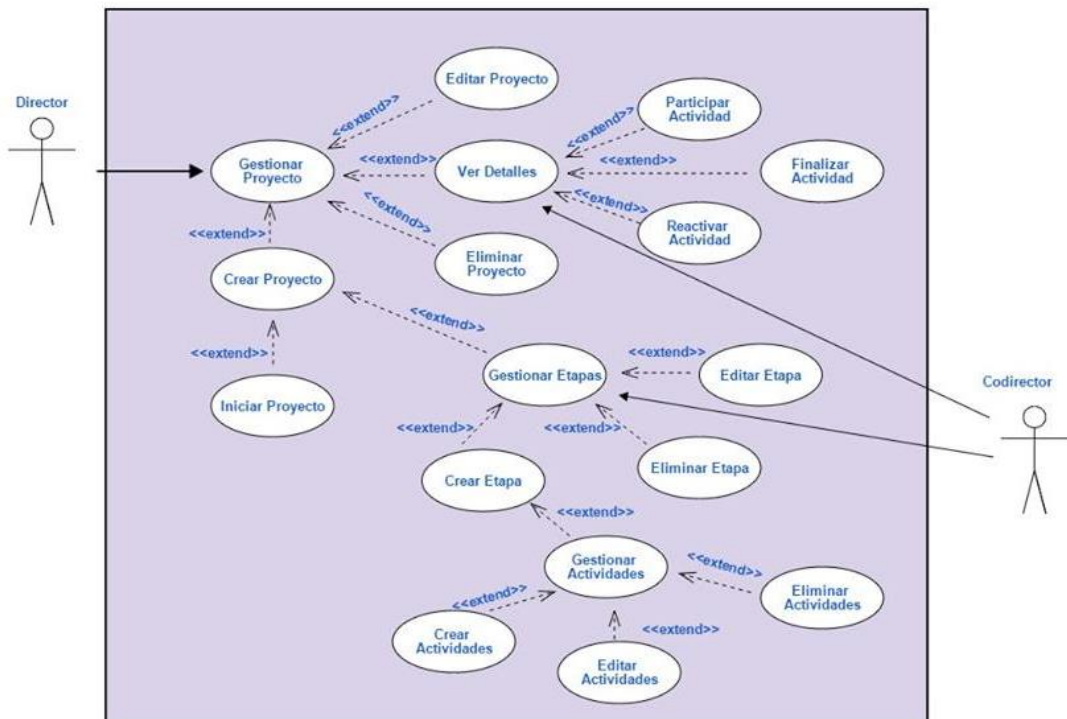 Director
Editar Proyecto
<<extend>>
Participar
Actividad
<<extend>>
Gestionar
Proyecto
<<extend>>
Ver Detalles
<<extend>>
Finalizar
Actividad
<<extend>>
Reactivar
Actividad
<<extend>>
Eliminar
Proyecto
<<extend>>
Crear Proyecto
<<extend>>
<<extend>>
Iniciar Proyecto
Gestionar Etapas
<<extend>>
Editar Etapa
Codirector
<<extend>>
<<extend>>
Crear Etapa
Eliminar Etapa
<<extend>>
Gestionar
Actividades
<<extend>>
Eliminar
Actividades
<<extend>>
Crear
Actividades
<<extend>>
Editar
Actividades